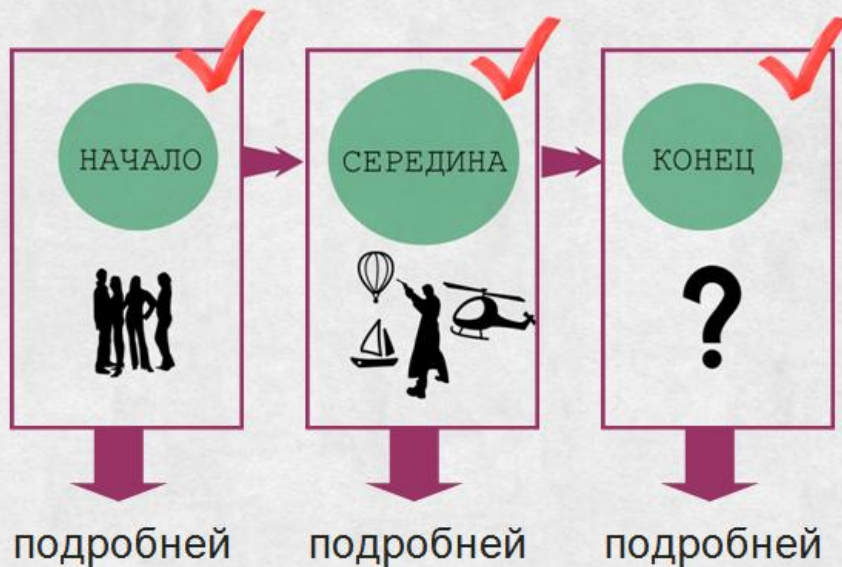 НАЧАЛО
СЕРЕДИНА
КОНЕЦ
?
подробней
подробней
подробней